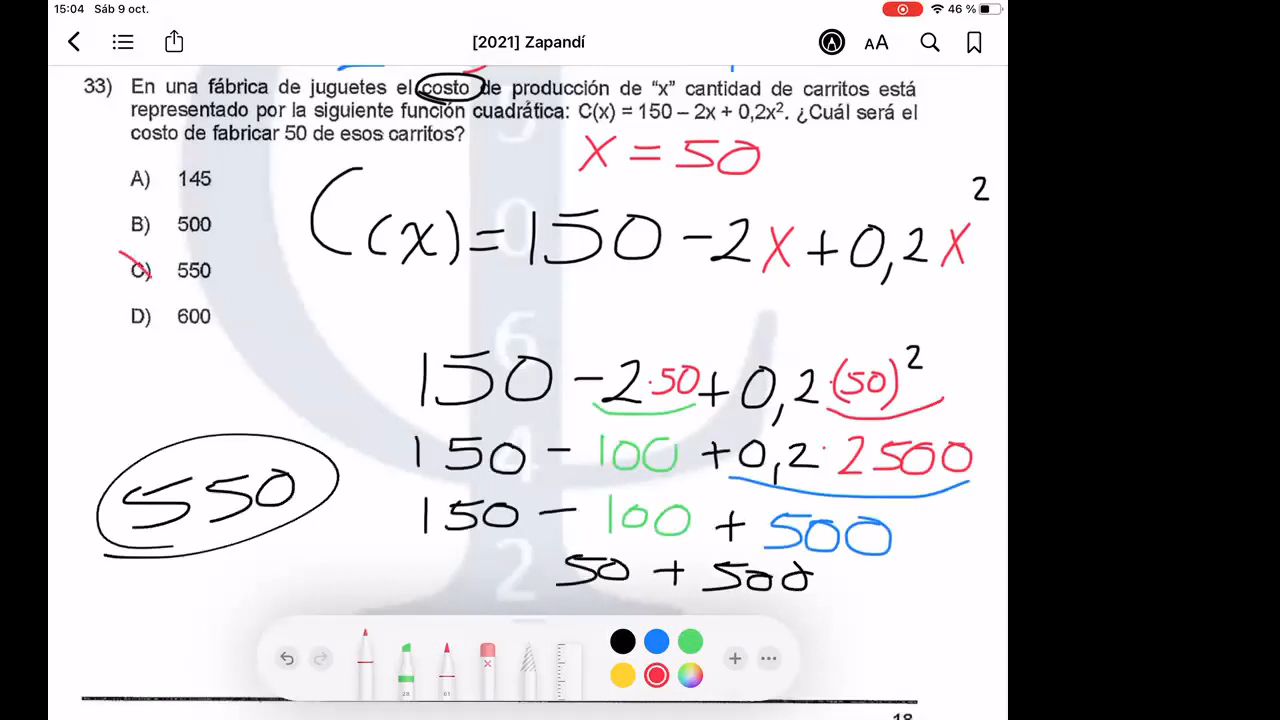 15:04 Sáb 9 oct. 46 %
[2021] Zapandí
AA
33) En una fábrica de juguetes el costo de producción de “x” cantidad de carritos está
representado por la siguiente función cuadrática: C(x) = 150 – 2x + 0,2x². ¿Cuál será el
costo de fabricar 50 de esos carritos?
x = 50
A) 145
B) 500
C) 550
D) 600
C(x) = 150 - 2x + 0,2x²
150 - 2·50 + 0,2·(50)²
150 - 100 + 0,2·2500
150 - 100 + 500
50 + 500
550